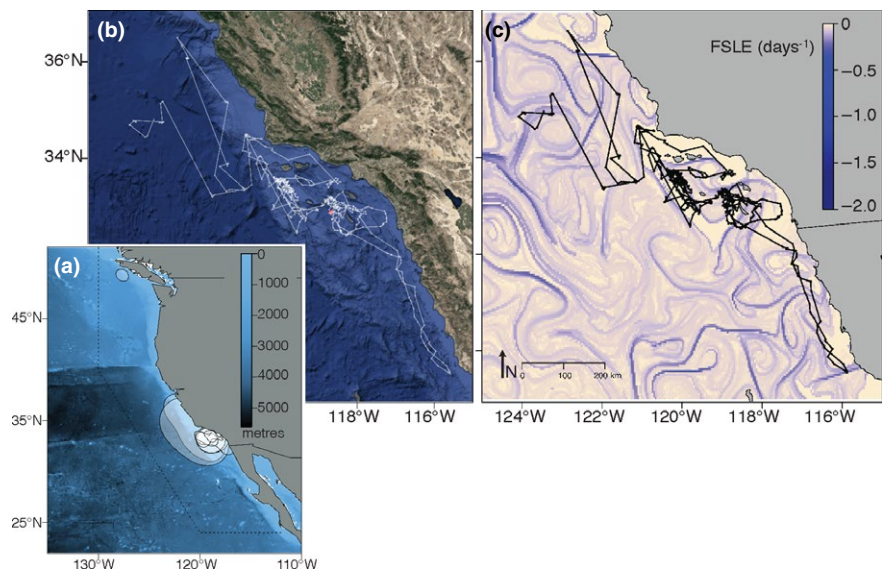 (b)
36°N
34°N
118°W
116°W
(c)
FSLE (days⁻¹)
0
−0.5
−1.0
−1.5
−2.0
N
0 100 200 km
124°W
122°W
120°W
118°W
116°W
(a)
0
−1000
−2000
−3000
−4000
−5000
metres
45°N
35°N
25°N
130°W
120°W
110°W